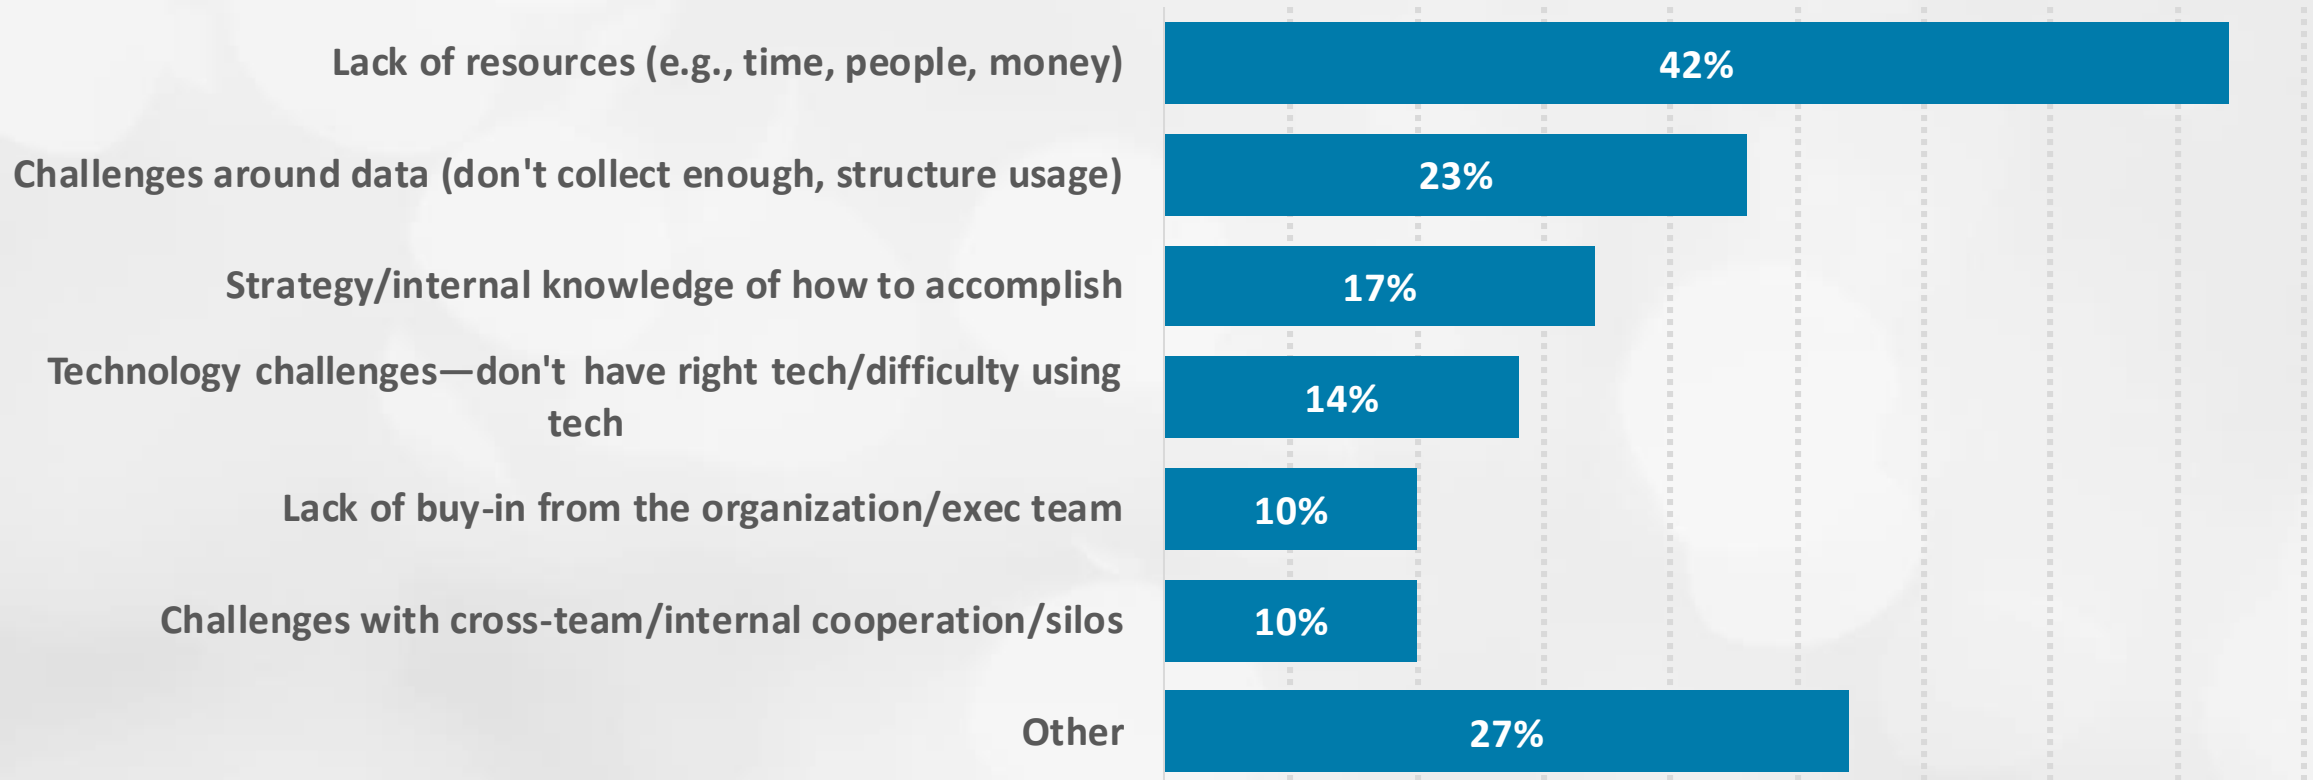 Lack of resources (e.g., time, people, money)
42%
Challenges around data (don't collect enough, structure usage)
23%
Strategy/internal knowledge of how to accomplish
17%
Technology challenges—don't have right tech/difficulty using
tech
14%
Lack of buy-in from the organization/exec team
10%
Challenges with cross-team/internal cooperation/silos
10%
Other
27%